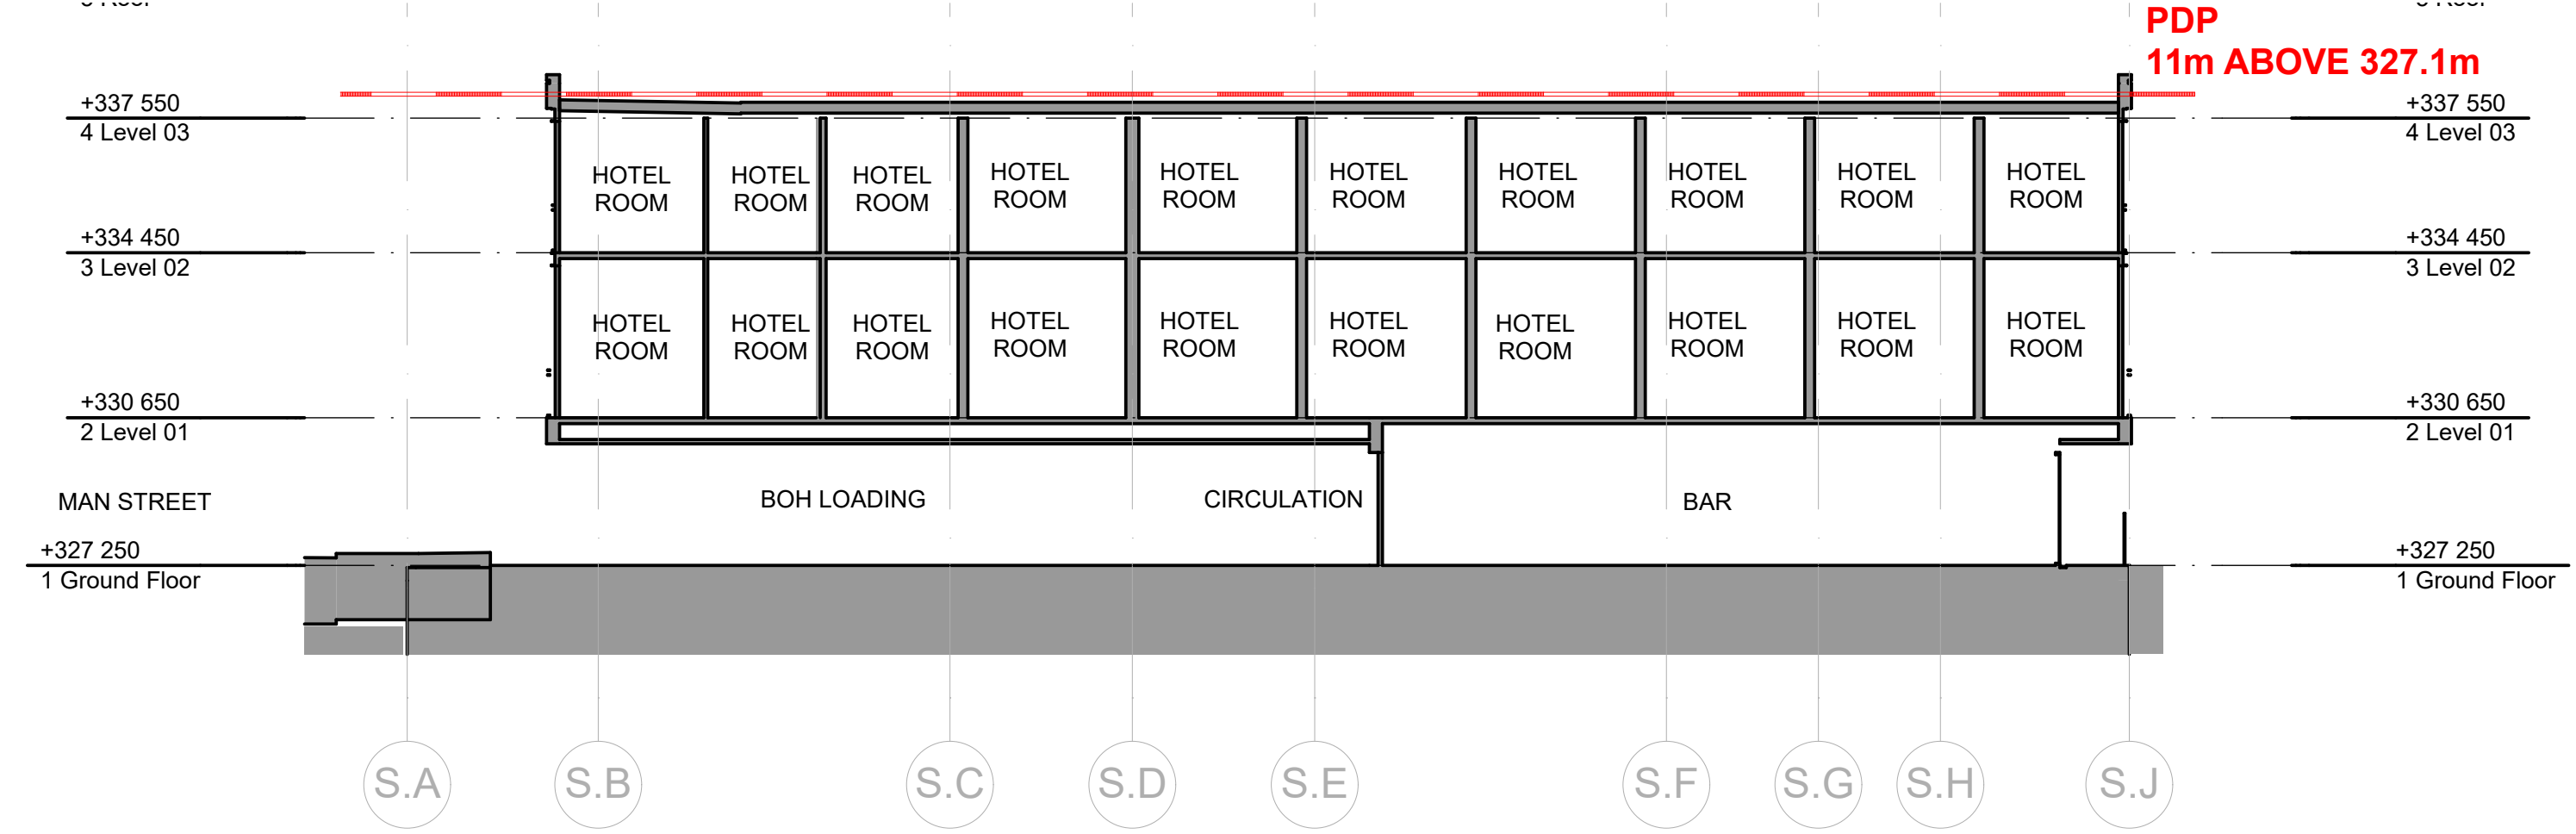 PDP
11m ABOVE 327.1m
+337 550
4 Level 03
+337 550
4 Level 03
HOTEL ROOM HOTEL ROOM HOTEL ROOM HOTEL ROOM HOTEL ROOM HOTEL ROOM HOTEL ROOM HOTEL ROOM HOTEL ROOM HOTEL ROOM
+334 450
3 Level 02
+334 450
3 Level 02
HOTEL ROOM HOTEL ROOM HOTEL ROOM HOTEL ROOM HOTEL ROOM HOTEL ROOM HOTEL ROOM HOTEL ROOM HOTEL ROOM HOTEL ROOM
+330 650
2 Level 01
+330 650
2 Level 01
MAN STREET
BOH LOADING
CIRCULATION
BAR
+327 250
1 Ground Floor
+327 250
1 Ground Floor
S.A S.B S.C S.D S.E S.F S.G S.H S.J